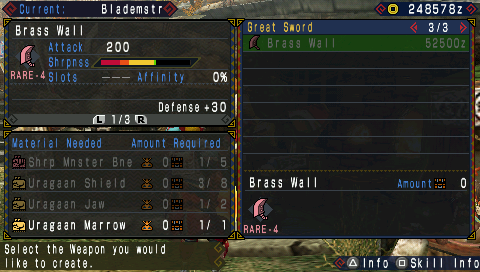 Current: Blademstr
248578z
Brass Wall
Attack 200
Shrpnss
RARE-4
Slots --- Affinity 0%
Defense +30
L 1/3 R
Material Needed Amount Required
Shrp Mnster Bne 0 1/ 5
Uragaan Shield 0 3/ 8
Uragaan Jaw 0 1/ 2
Uragaan Marrow 0 1/ 1
Great Sword 3/3
Brass Wall 52500z
Brass Wall Amount 0
RARE-4
Select the Weapon you would
like to create.
Info Skill Info